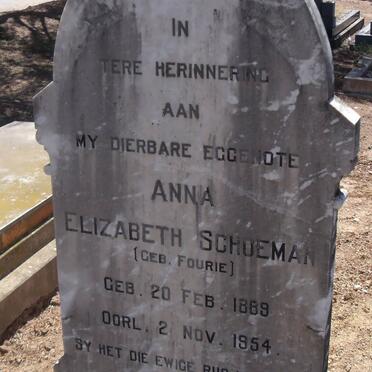 IN
TERE HERINNERING
AAN
MY DIERBARE EGGENOTE
ANNA
ELIZABETH SCHOEMAN
(GEB. FOURIE)
GEB. 20 FEB. 1889
OORL. 2 NOV. 1954.
SY HET DIE EWIGE